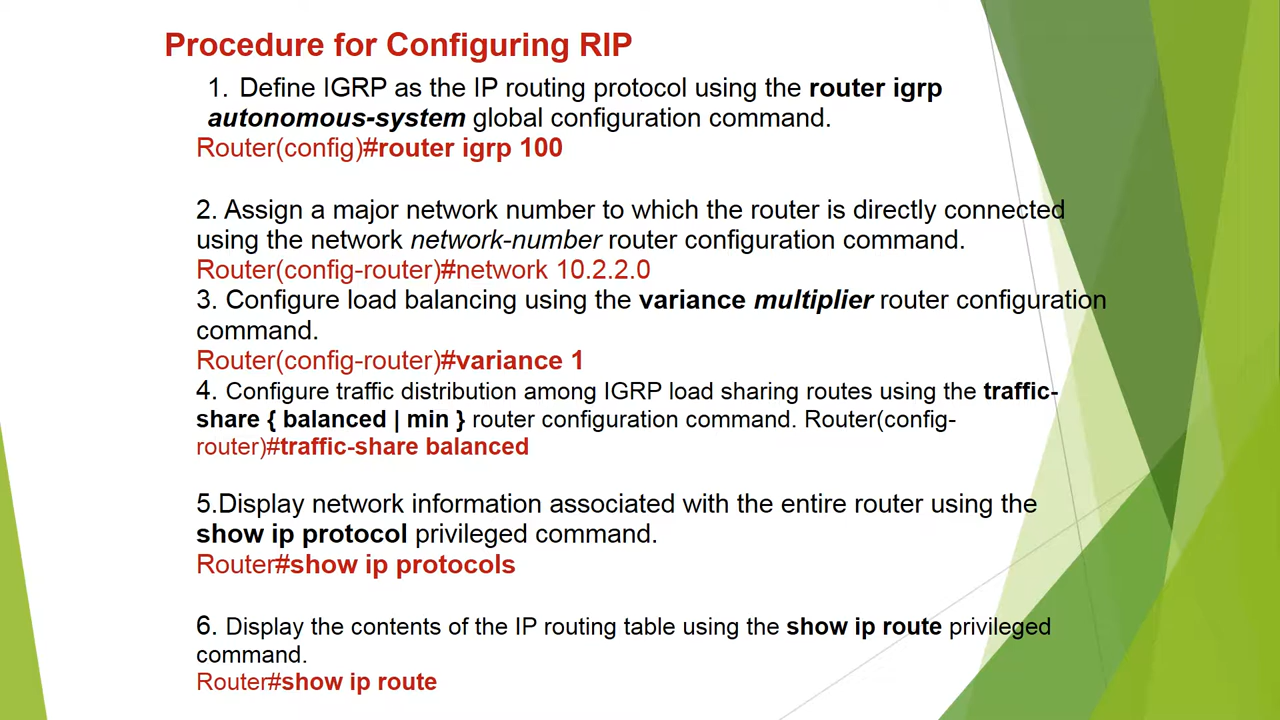 Procedure for Configuring RIP
1. Define IGRP as the IP routing protocol using the router igrp
autonomous-system global configuration command.
Router(config)#router igrp 100
2. Assign a major network number to which the router is directly connected
using the network network-number router configuration command.
Router(config-router)#network 10.2.2.0
3. Configure load balancing using the variance multiplier router configuration
command.
Router(config-router)#variance 1
4. Configure traffic distribution among IGRP load sharing routes using the traffic-
share { balanced | min } router configuration command. Router(config-
router)#traffic-share balanced
5.Display network information associated with the entire router using the
show ip protocol privileged command.
Router#show ip protocols
6. Display the contents of the IP routing table using the show ip route privileged
command.
Router#show ip route